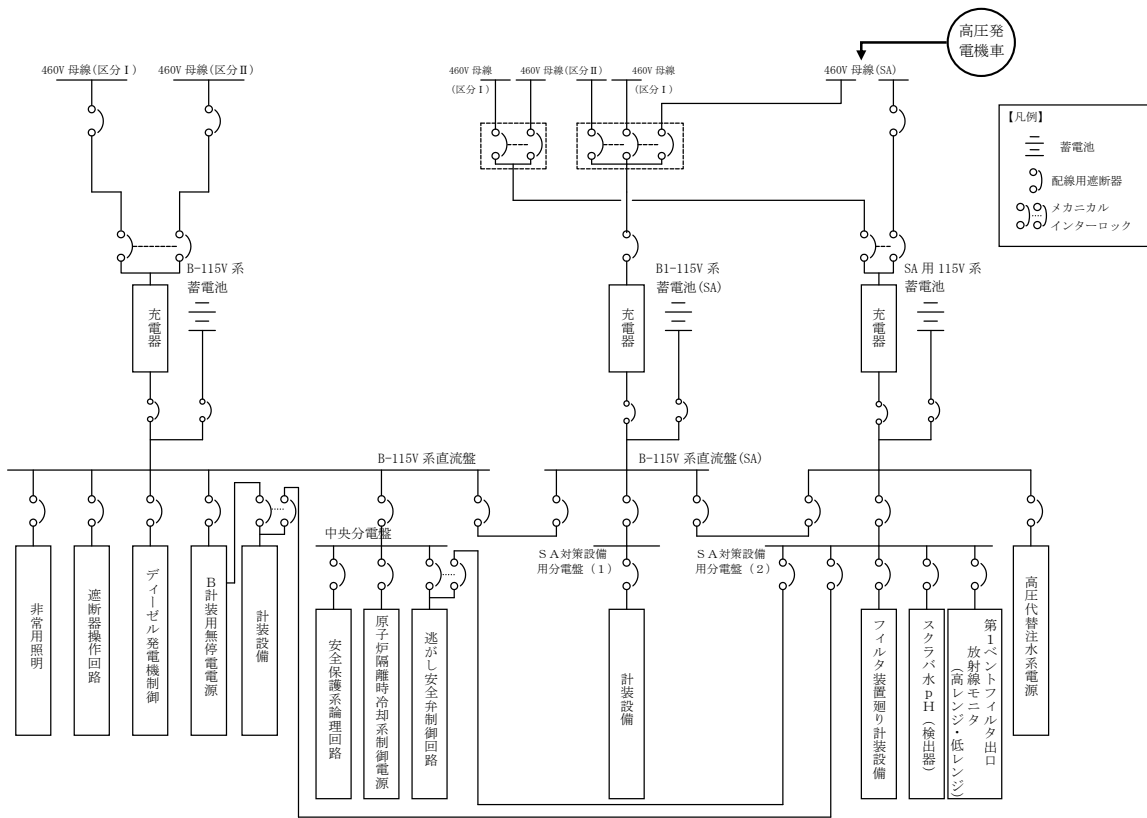 高圧発
電機車
460V 母線(区分Ⅰ)
460V 母線(区分Ⅱ)
460V 母線
(区分Ⅰ)
460V 母線(区分Ⅱ)
460V 母線
(区分Ⅰ)
460V 母線(SA)
【凡例】
蓄電池
配線用遮断器
メカニカル
インターロック
B-115V 系
蓄電池
B1-115V 系
蓄電池(SA)
SA 用 115V 系
蓄電池
充電器
充電器
充電器
B-115V 系直流盤
B-115V 系直流盤(SA)
中央分電盤
SA対策設備
用分電盤(1)
SA対策設備
用分電盤(2)
非常用照明
遮断器操作回路
ディーゼル発電機制御
B計装用無停電電源
計装設備
安全保護系論理回路
原子炉隔離時冷却系制御電源
逃がし安全弁制御回路
計装設備
フィルタ装置廻り計装設備
スクラバ水pH(検出器)
第1ベントフィルタ出口
放射線モニタ
(高レンジ・低レンジ)
高圧代替注水系電源